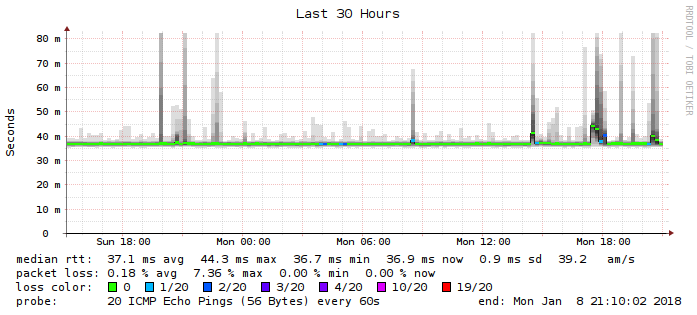 Last 30 Hours
RRDTOOL / TOBI OETIKER
Seconds
80 m
70 m
60 m
50 m
40 m
30 m
20 m
10 m
0
Sun 18:00 Mon 00:00 Mon 06:00 Mon 12:00 Mon 18:00
median rtt: 37.1 ms avg 44.3 ms max 36.7 ms min 36.9 ms now 0.9 ms sd 39.2 am/s
packet loss: 0.18 % avg 7.36 % max 0.00 % min 0.00 % now
loss color: 0 1/20 2/20 3/20 4/20 10/20 19/20
probe: 20 ICMP Echo Pings (56 Bytes) every 60s end: Mon Jan 8 21:10:02 2018